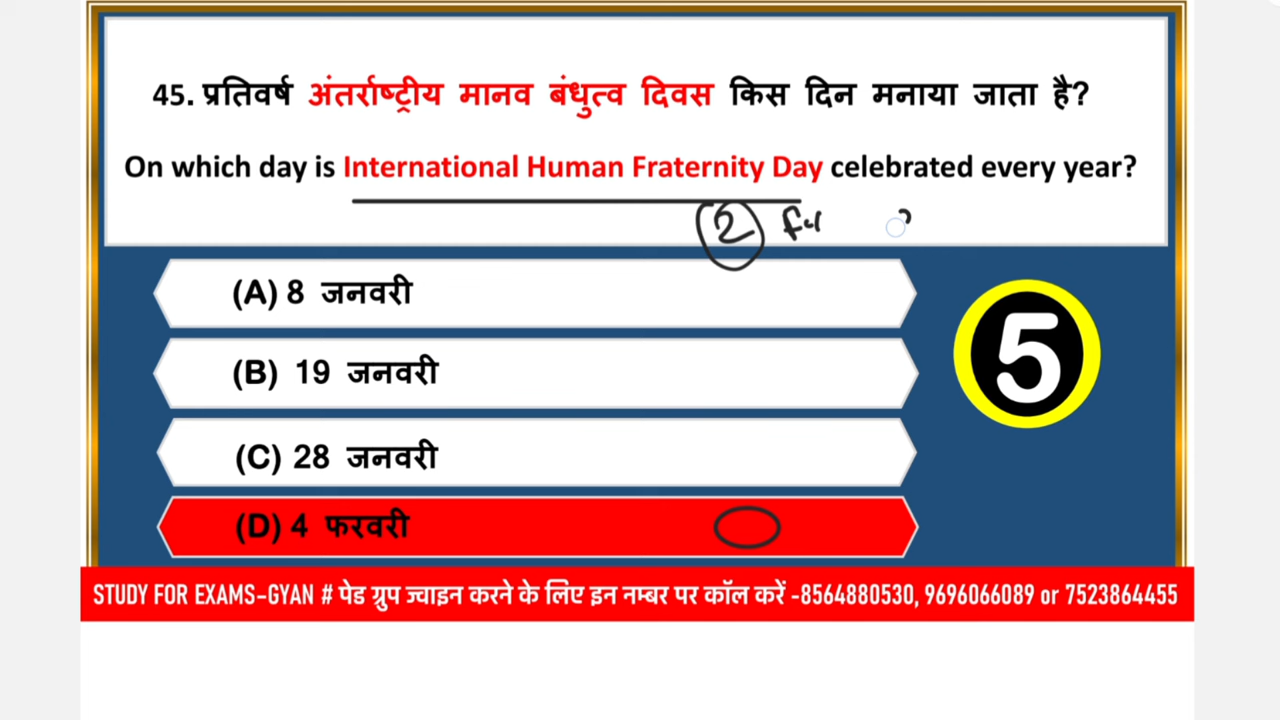 45. प्रतिवर्ष अंतर्राष्ट्रीय मानव बंधुत्व दिवस किस दिन मनाया जाता है?
On which day is International Human Fraternity Day celebrated every year?
2
(A) 8 जनवरी
(B) 19 जनवरी
(C) 28 जनवरी
(D) 4 फरवरी
5
STUDY FOR EXAMS-GYAN # पेड ग्रुप ज्वाइन करने के लिए इन नम्बर पर कॉल करें -8564880530, 9696066089 or 7523864455